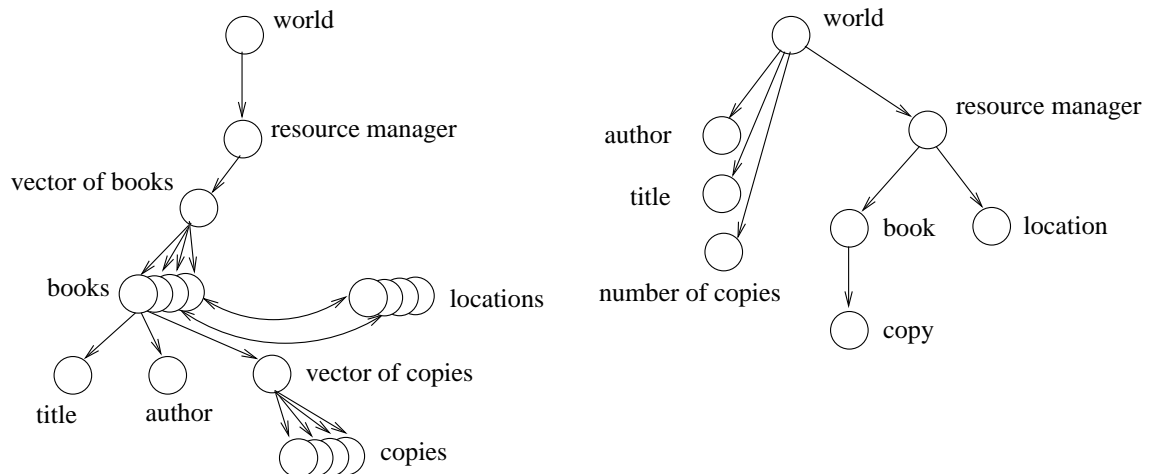 world
resource manager
vector of books
books
locations
title
author
vector of copies
copies
world
resource manager
author
title
book
location
number of copies
copy